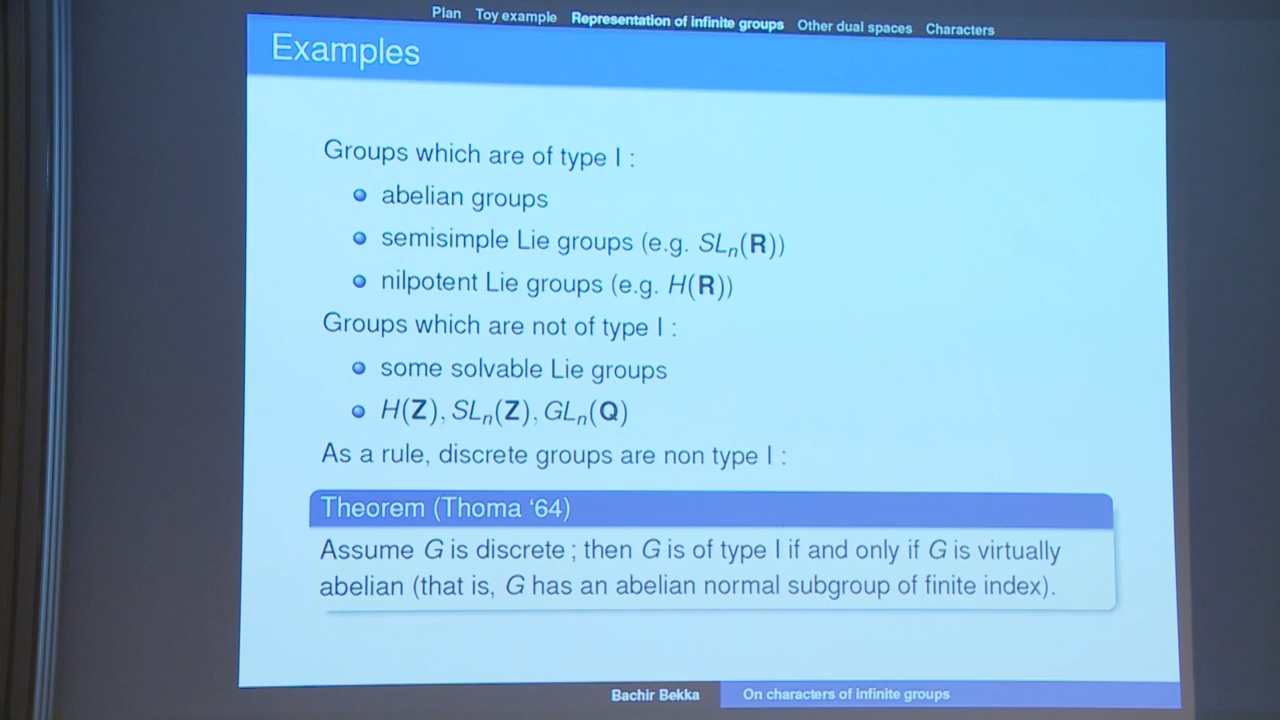 Plan Toy example Representation of infinite groups Other dual spaces Characters
Examples
Groups which are of type I :
abelian groups
semisimple Lie groups (e.g. SLn(R))
nilpotent Lie groups (e.g. H(R))
Groups which are not of type I :
some solvable Lie groups
H(Z), SLn(Z), GLn(Q)
As a rule, discrete groups are non type I :
Theorem (Thoma ‘64)
Assume G is discrete ; then G is of type I if and only if G is virtually
abelian (that is, G has an abelian normal subgroup of finite index).
Bachir Bekka On characters of infinite groups